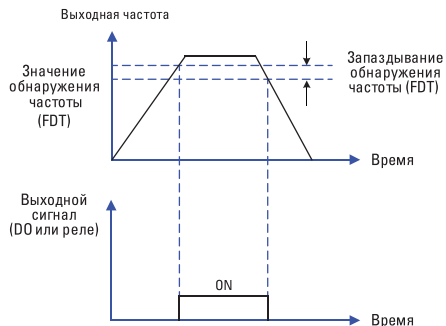 Выходная частота
Значение
обнаружения
частоты
(FDT)
Запаздывание
обнаружения
частоты (FDT)
Время
Выходной
сигнал
(DO или реле)
ON
Время